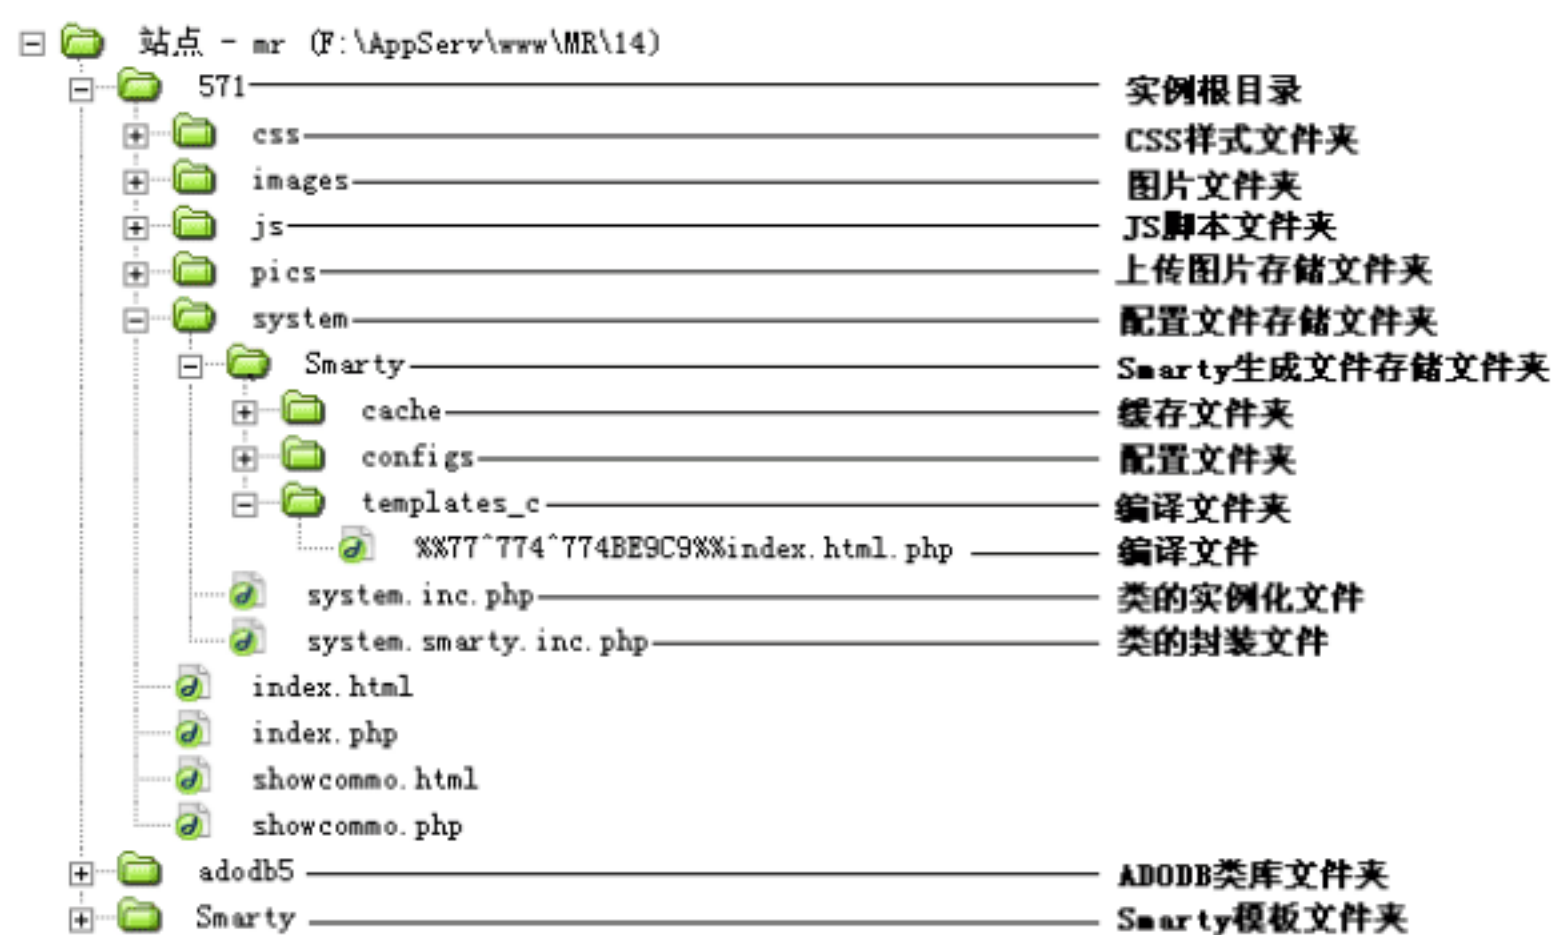 站点 - mr (F:\AppServ\www\MR\14)
571 实例根目录
css CSS样式文件夹
images 图片文件夹
js JS脚本文件夹
pics 上传图片存储文件夹
system 配置文件存储文件夹
Smarty Smarty生成文件存储文件夹
cache 缓存文件夹
configs 配置文件夹
templates_c 编译文件夹
%%77^774^774BE9C9%%index.html.php 编译文件
system.inc.php 类的实例化文件
system.smarty.inc.php 类的封装文件
index.html
index.php
showcommo.html
showcommo.php
adodb5 ADODB类库文件夹
Smarty Smarty模板文件夹